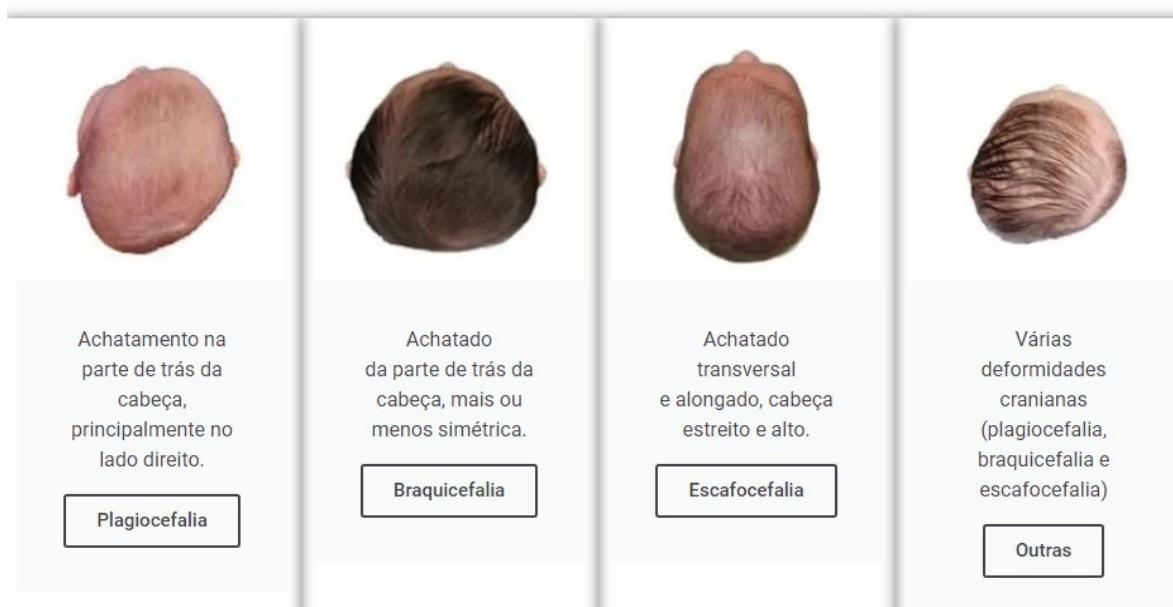 Achatamento na
parte de trás da
cabeça,
principalmente no
lado direito.
Plagiocefalia
Achatado
da parte de trás da
cabeça, mais ou
menos simétrica.
Braquicefalia
Achatado
transversal
e alongado, cabeça
estreito e alto.
Escafocefalia
Várias
deformidades
cranianas
(plagiocefalia,
braquicefalia e
escafocefalia)
Outras